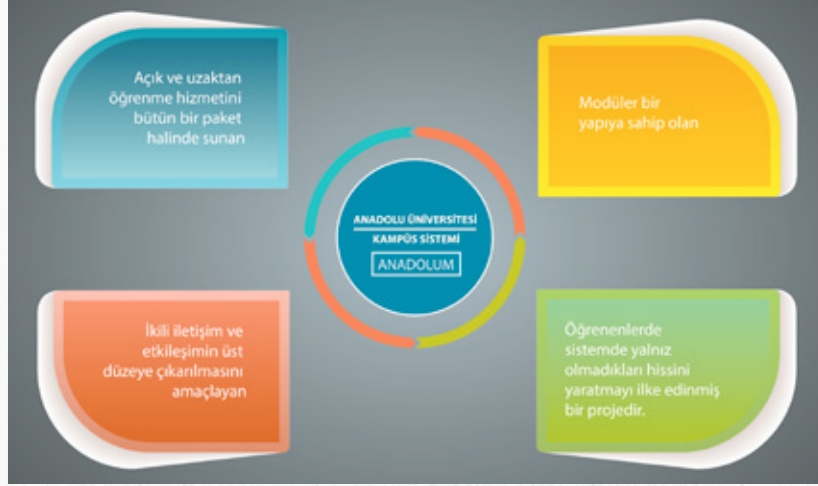 Açık ve uzaktan
öğrenme hizmetini
bütün bir paket
halinde sunan
Modüler bir
yapıya sahip olan
ANADOLU ÜNİVERSİTESİ
KAMPÜS SİSTEMİ
ANADOLUM
İkili iletişim ve
etkileşimin üst
düzeye çıkarılmasını
amaçlayan
Öğrenenlerde
sistemde yalnız
olmadıkları hissini
yaratmayı ilke edinmiş
bir projedir.